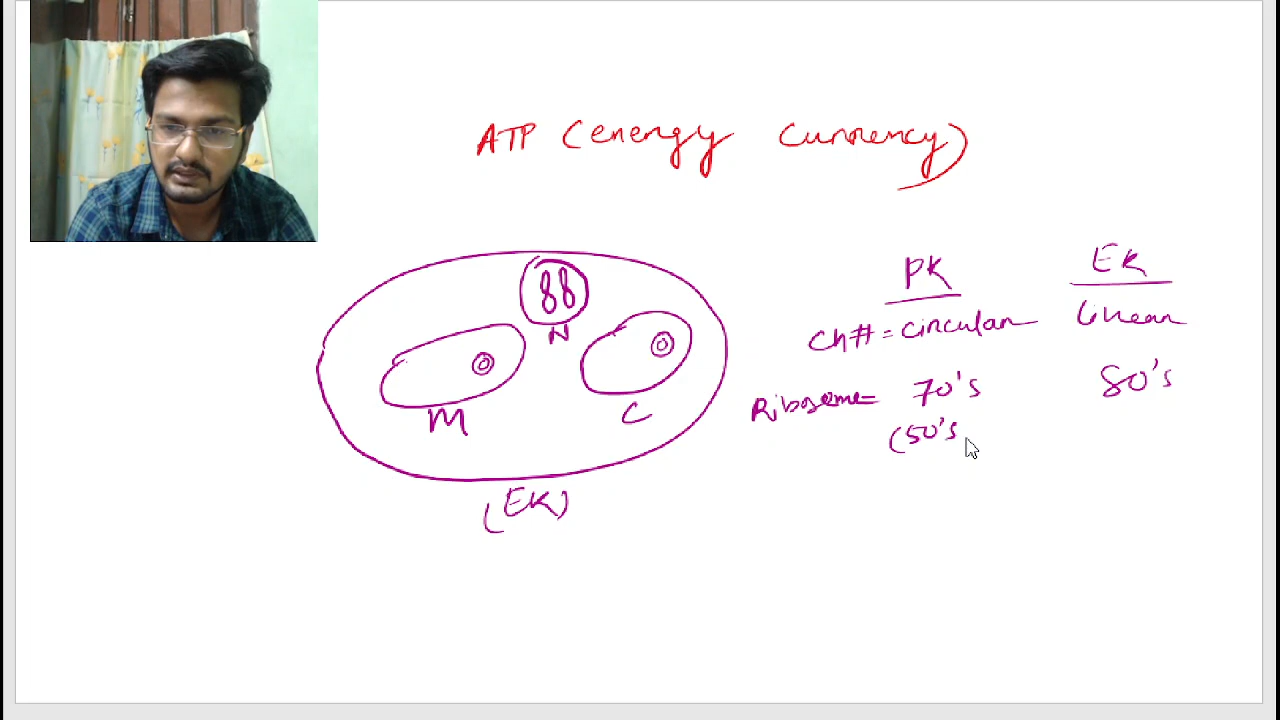 ATP (energy currency)
PK EK
Ch# = circular linear
Ribosome = 70's 80's
(50's
88
N
M
C
(EK)